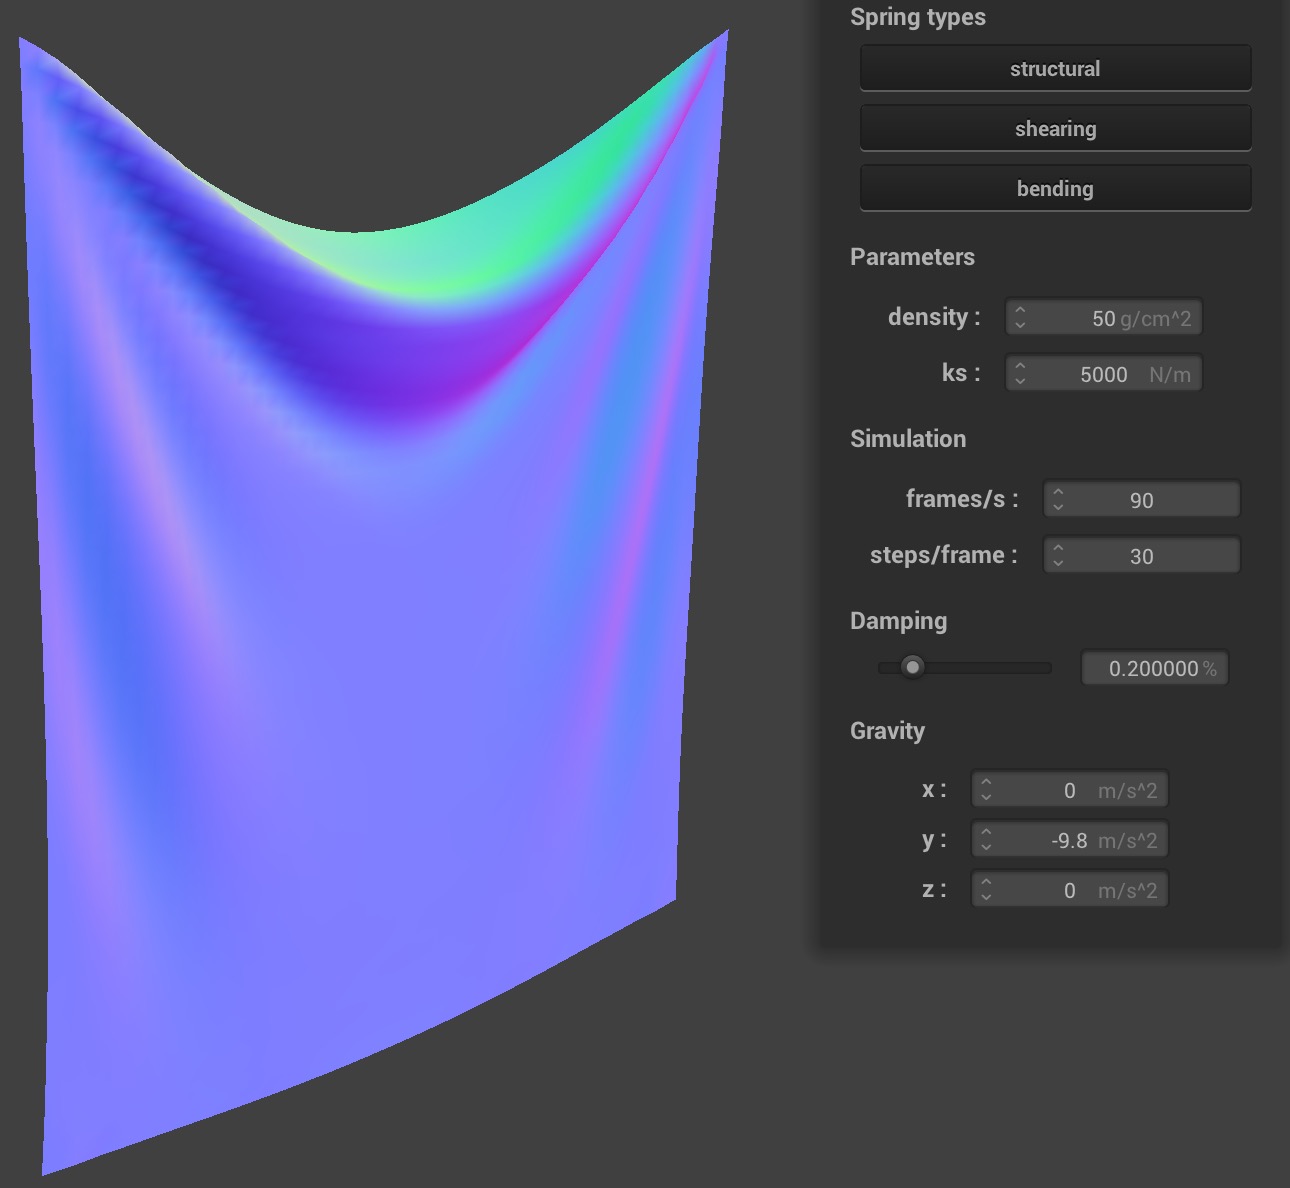 Spring types
structural
shearing
bending
Parameters
density : 50 g/cm^2
ks : 5000 N/m
Simulation
frames/s : 90
steps/frame : 30
Damping
0.200000 %
Gravity
x : 0 m/s^2
y : -9.8 m/s^2
z : 0 m/s^2